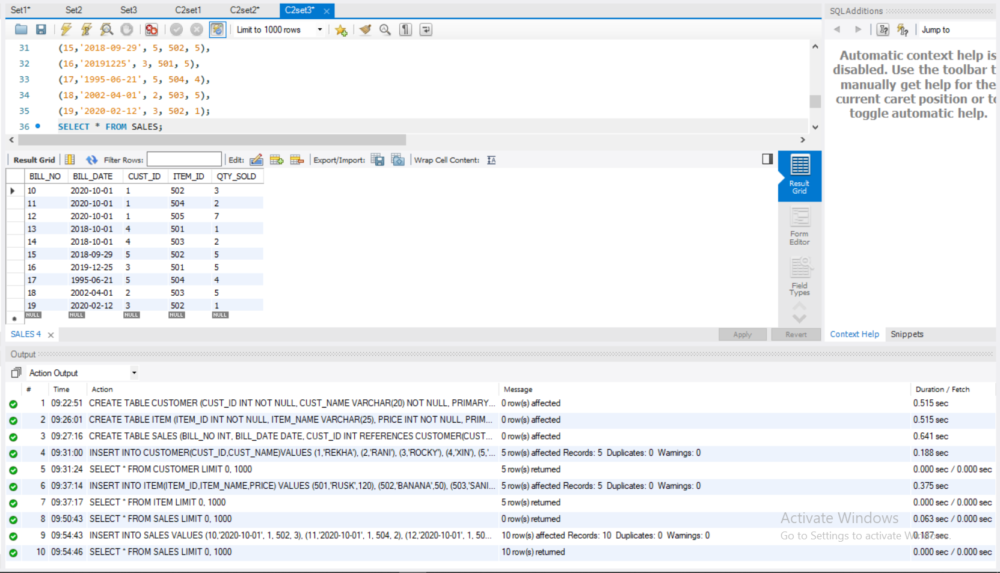 Set1* Set2 Set3 C2set1 C2set2* C2set3*
SQLAdditions
Limit to 1000 rows
Jump to
31 (15,'2018-09-29', 5, 502, 5),
32 (16,'20191225', 3, 501, 5),
33 (17,'1995-06-21', 5, 504, 4),
34 (18,'2002-04-01', 2, 503, 5),
35 (19,'2020-02-12', 3, 502, 1);
36 SELECT * FROM SALES;
Automatic context help is
disabled. Use the toolbar t
manually get help for the
current caret position or to
toggle automatic help.
Result Grid Filter Rows: Edit: Export/Import: Wrap Cell Content:
BILL_NO BILL_DATE CUST_ID ITEM_ID QTY_SOLD
10 2020-10-01 1 502 3
11 2020-10-01 1 504 2
12 2020-10-01 1 505 7
13 2018-10-01 4 501 1
14 2018-10-01 4 503 2
15 2018-09-29 5 502 5
16 2019-12-25 3 501 5
17 1995-06-21 5 504 4
18 2002-04-01 2 503 5
19 2020-02-12 3 502 1
NULL NULL NULL NULL NULL
Result
Grid
Form
Editor
Field
Types
SALES 4
Apply Revert
Context Help Snippets
Output
Action Output
# Time Action Message Duration / Fetch
1 09:22:51 CREATE TABLE CUSTOMER (CUST_ID INT NOT NULL, CUST_NAME VARCHAR(20) NOT NULL, PRIMARY... 0 row(s) affected 0.515 sec
2 09:26:01 CREATE TABLE ITEM (ITEM_ID INT NOT NULL, ITEM_NAME VARCHAR(25), PRICE INT NOT NULL, PRIM... 0 row(s) affected 0.515 sec
3 09:27:16 CREATE TABLE SALES (BILL_NO INT, BILL_DATE DATE, CUST_ID INT REFERENCES CUSTOMER(CUST... 0 row(s) affected 0.641 sec
4 09:31:00 INSERT INTO CUSTOMER(CUST_ID,CUST_NAME)VALUES (1,'REKHA'), (2,'RANI'), (3,'ROCKY'), (4,'XIN'), (5,'... 5 row(s) affected Records: 5 Duplicates: 0 Warnings: 0 0.188 sec
5 09:31:24 SELECT * FROM CUSTOMER LIMIT 0, 1000 5 row(s) returned 0.000 sec / 0.000 sec
6 09:37:14 INSERT INTO ITEM(ITEM_ID,ITEM_NAME,PRICE) VALUES (501,'RUSK',120), (502,'BANANA',50), (503,'SANI... 5 row(s) affected Records: 5 Duplicates: 0 Warnings: 0 0.375 sec
7 09:37:17 SELECT * FROM ITEM LIMIT 0, 1000 5 row(s) returned 0.000 sec / 0.000 sec
8 09:50:43 SELECT * FROM SALES LIMIT 0, 1000 0 row(s) returned 0.063 sec / 0.000 sec
9 09:54:43 INSERT INTO SALES VALUES (10,'2020-10-01', 1, 502, 3), (11,'2020-10-01', 1, 504, 2), (12,'2020-10-01', 1, 50... 10 row(s) affected Records: 10 Duplicates: 0 Warnings: 0 0.187 sec
10 09:54:46 SELECT * FROM SALES LIMIT 0, 1000 10 row(s) returned 0.000 sec / 0.000 sec
Activate Windows
Go to Settings to activate Windows.